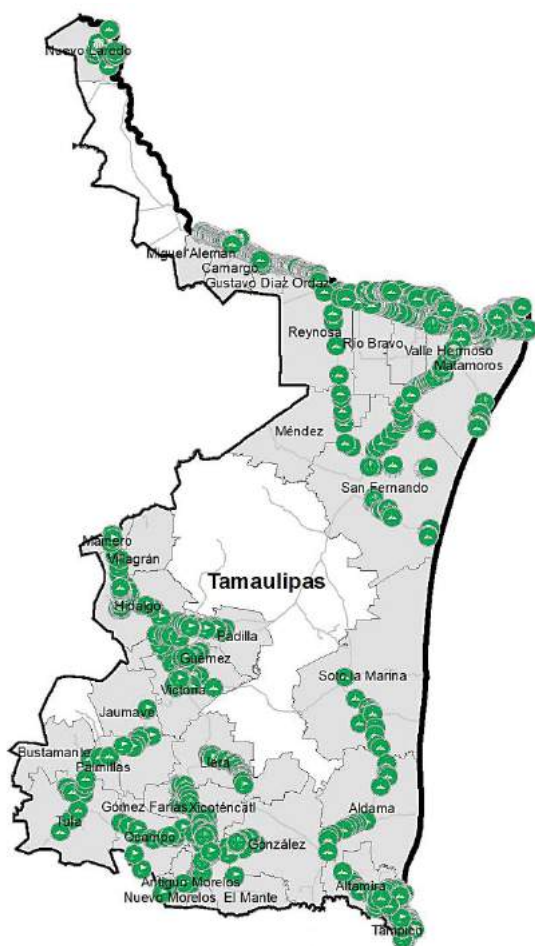 Nuevo Laredo
Miguel Alemán
Camargo
Gustavo Díaz Ordaz
Reynosa
Río Bravo
Valle Hermoso
Matamoros
Méndez
San Fernando
Mainero
Villagrán
Tamaulipas
Hidalgo
Padilla
Güemez
Soto la Marina
Victoria
Jaumave
Bustamante
Palmillas
Llera
Gómez Farías
Xicoténcatl
Aldama
Tula
Ocampo
González
Antiguo Morelos
Altamira
Nuevo Morelos
El Mante
Tampico